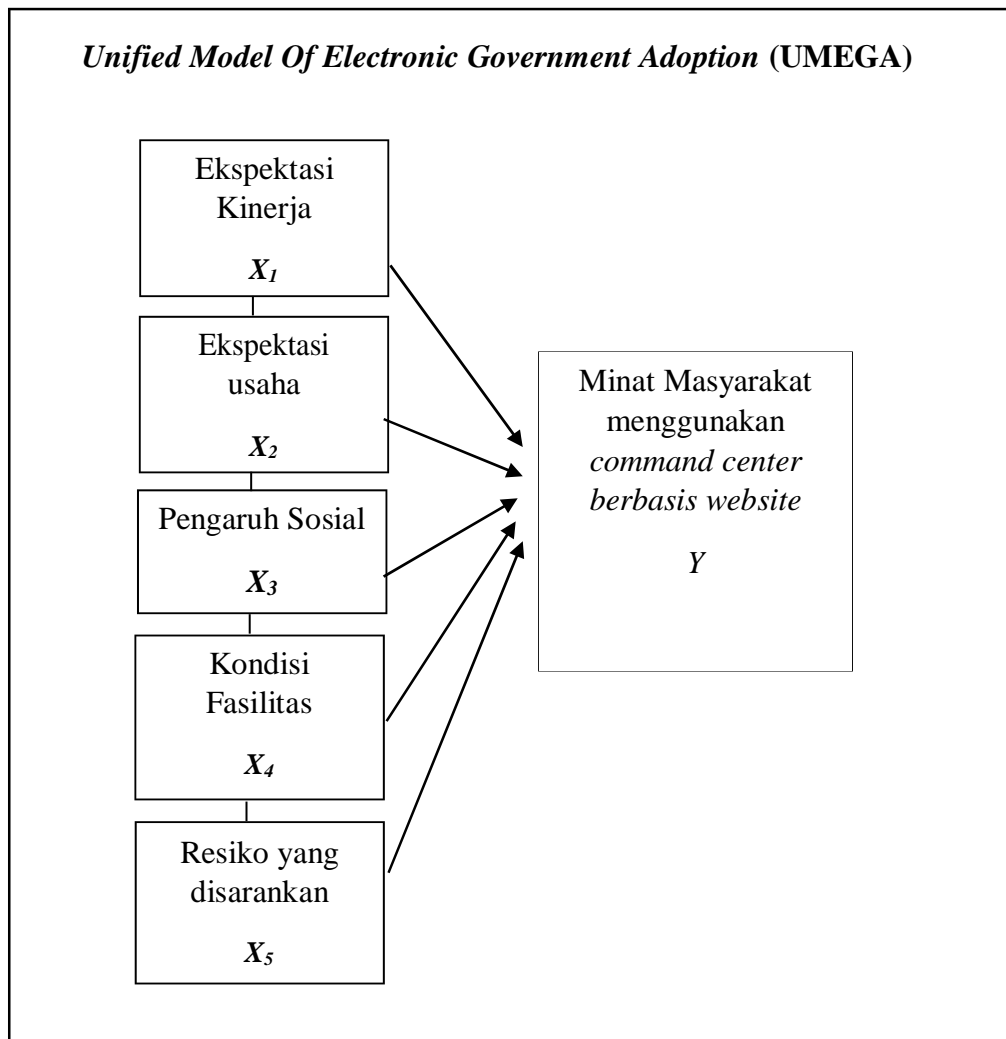 Unified Model Of Electronic Government Adoption (UMEGA)
Ekspektasi
Kinerja
X1
Ekspektasi
usaha
X2
Pengaruh Sosial
X3
Kondisi
Fasilitas
X4
Resiko yang
disarankan
X5
Minat Masyarakat
menggunakan
command center
berbasis website
Y